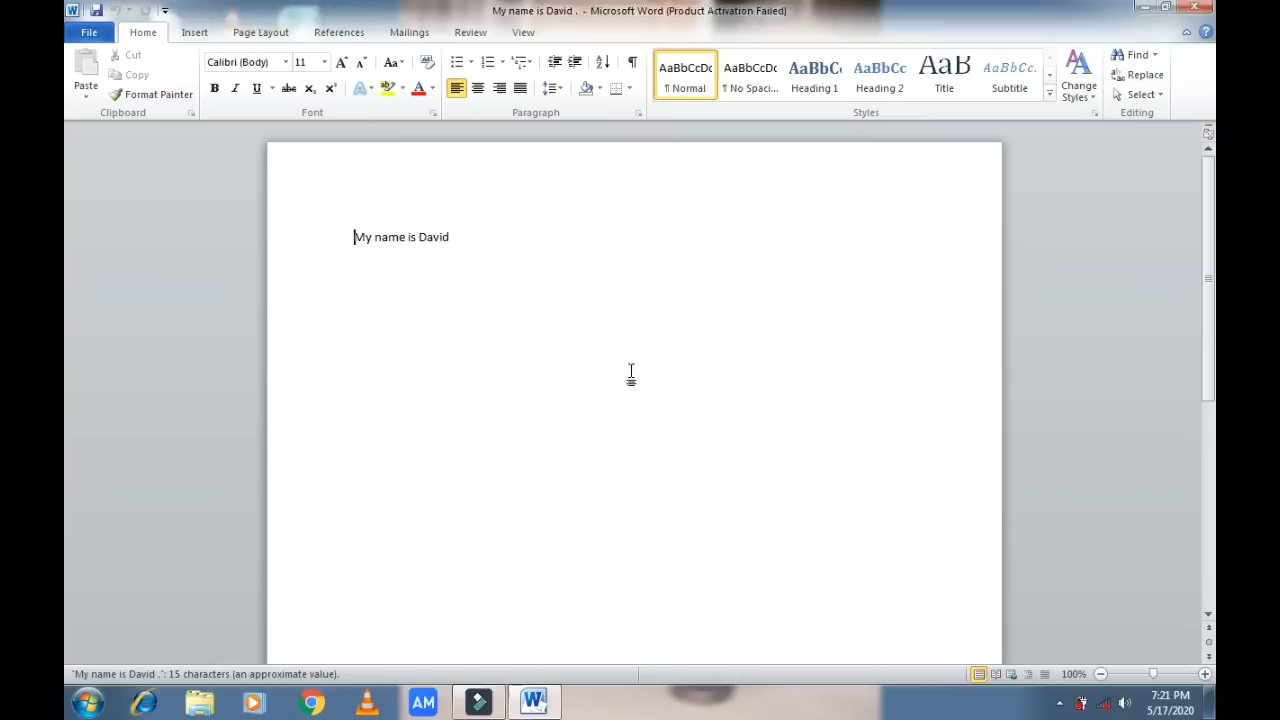 My name is David . - Microsoft Word (Product Activation Failed)
File Home Insert Page Layout References Mailings Review View
Paste
Cut
Copy
Format Painter
Clipboard
Calibri (Body) 11
Font
Paragraph
AaBbCcDc AaBbCcDc AaBbC AaBbCc AaB AaBbCc.
¶ Normal ¶ No Spaci... Heading 1 Heading 2 Title Subtitle
Styles
Change
Styles
Find
Replace
Select
Editing
My name is David
"My name is David .": 15 characters (an approximate value).
100%
AM
7:21 PM
5/17/2020